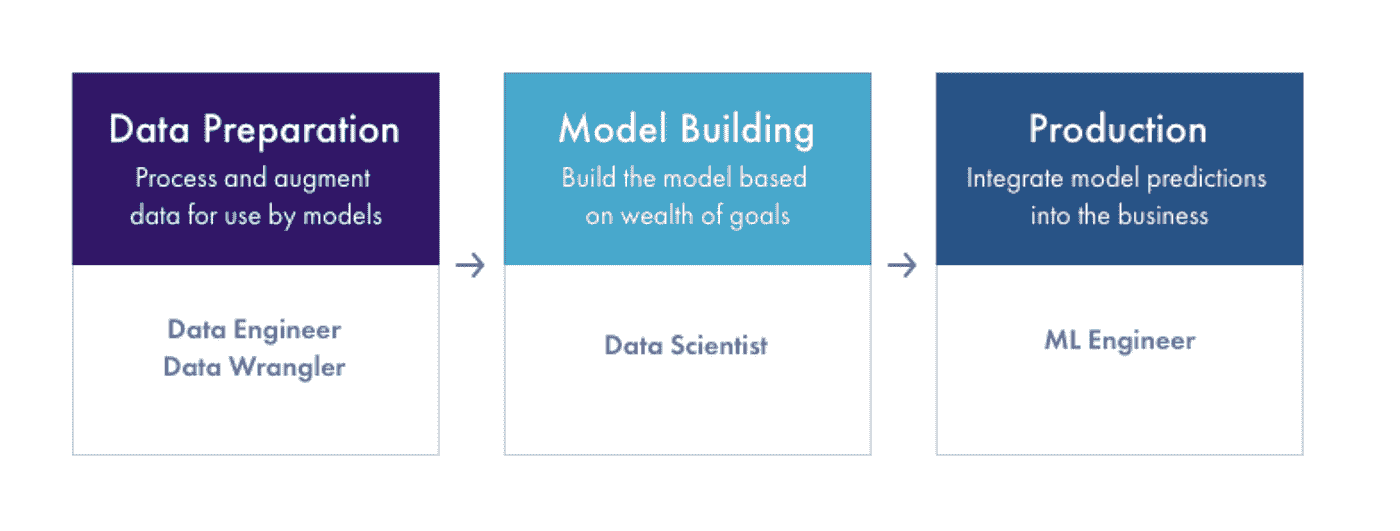 Data Preparation
Process and augment
data for use by models
Data Engineer
Data Wrangler
Model Building
Build the model based
on wealth of goals
Data Scientist
Production
Integrate model predictions
into the business
ML Engineer